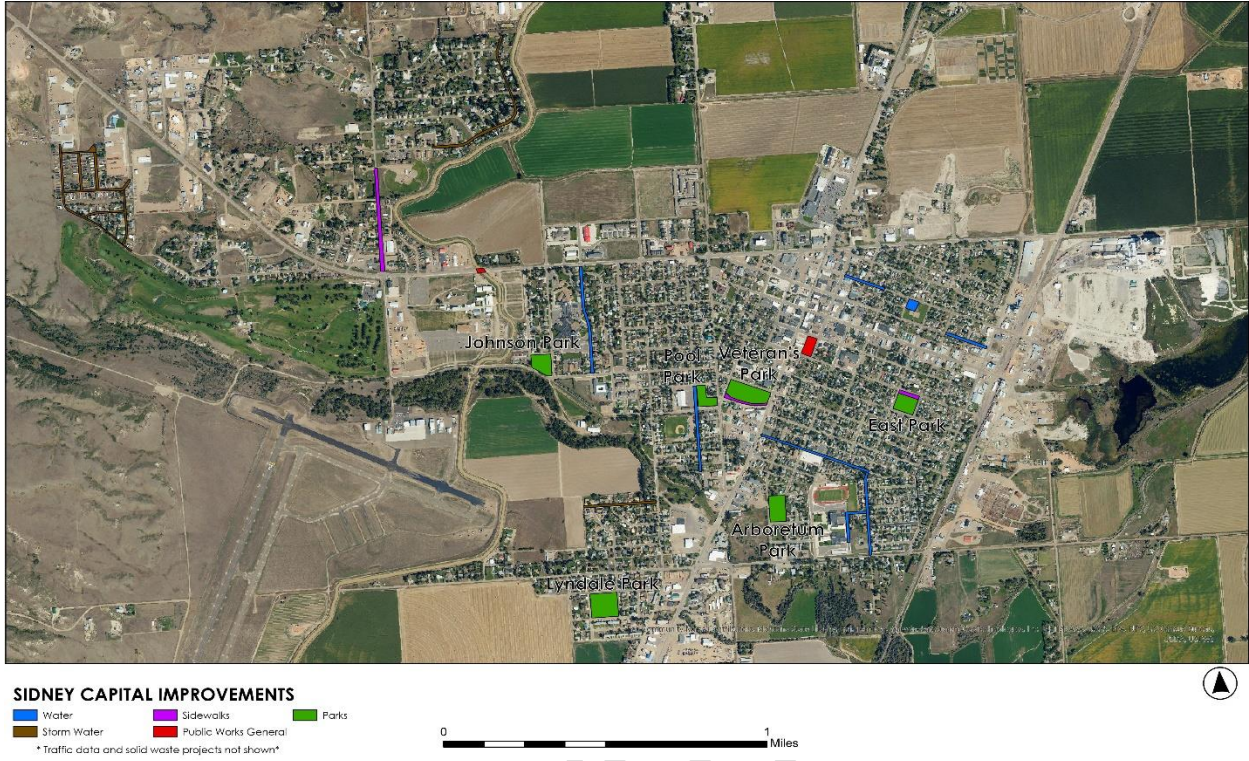 Johnson Park
Pool
Park
Veteran's
Park
East Park
Arboretum
Park
Lyndale Park
SIDNEY CAPITAL IMPROVEMENTS
Water
Sidewalks
Parks
Storm Water
Public Works General
* Traffic data and solid waste projects not shown*
0
1
Miles